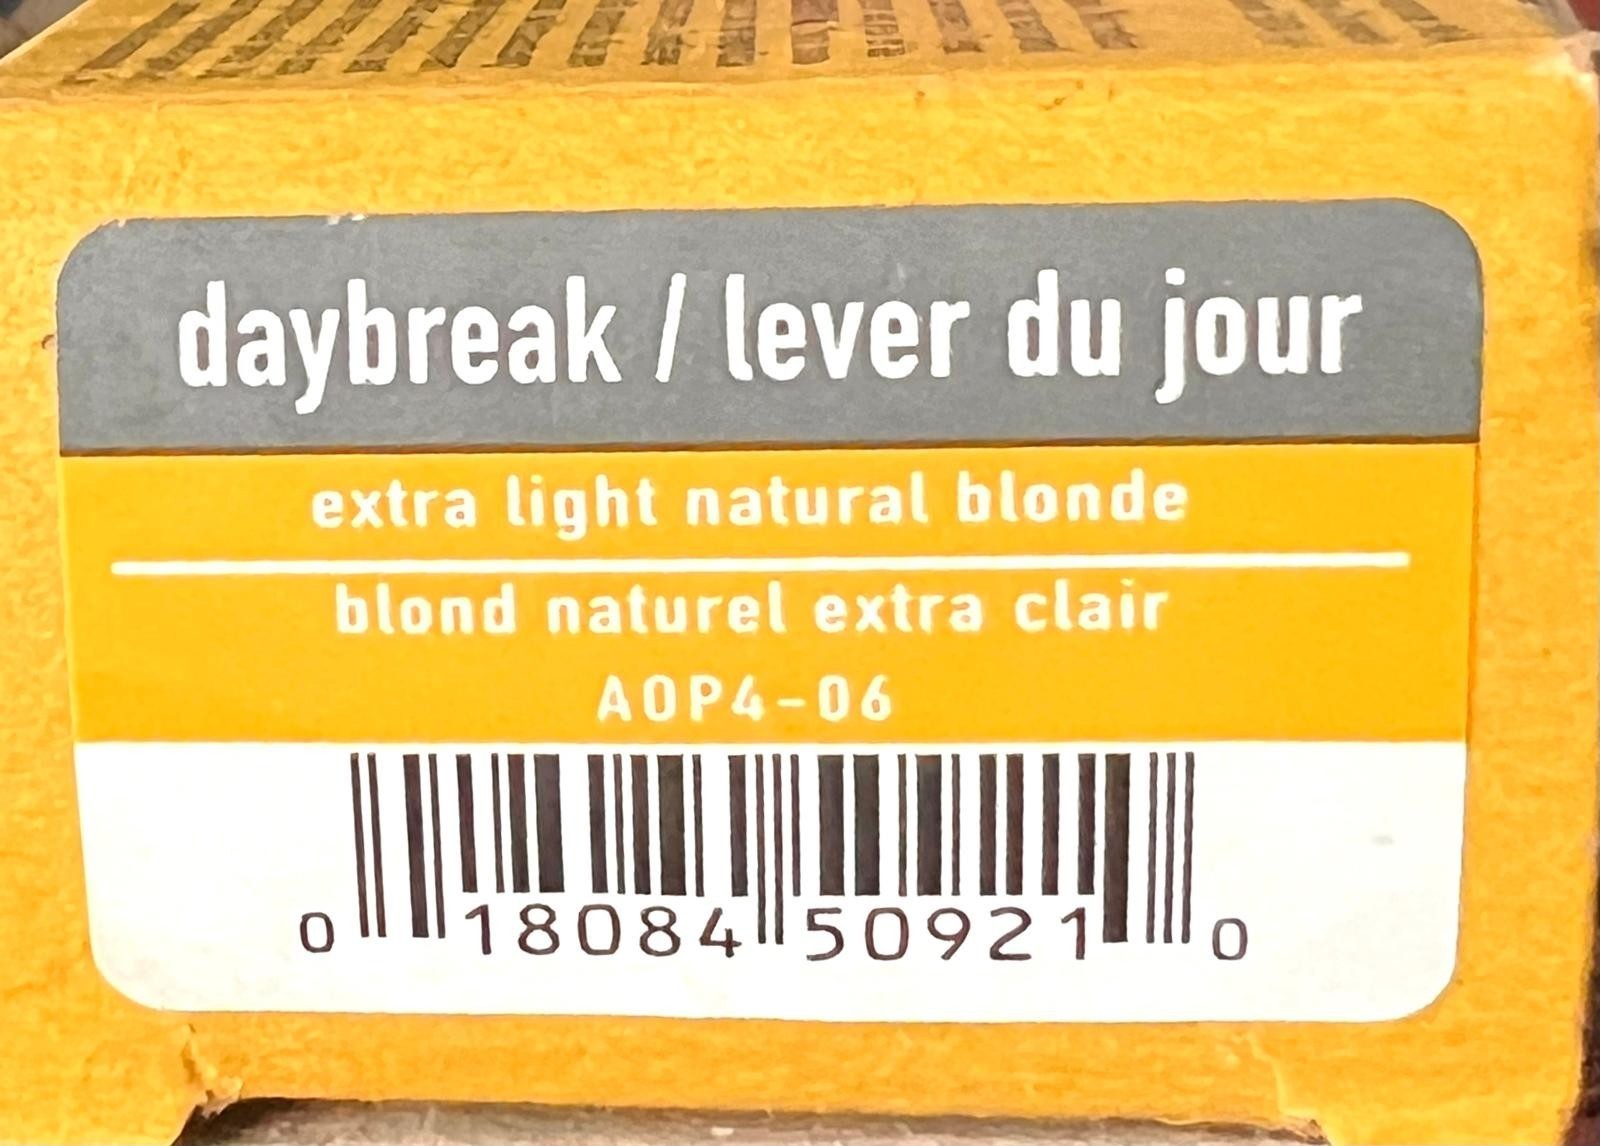 daybreak / lever du jour
extra light natural blonde
blond naturel extra clair
A0P4-06
0 18084 50921 0